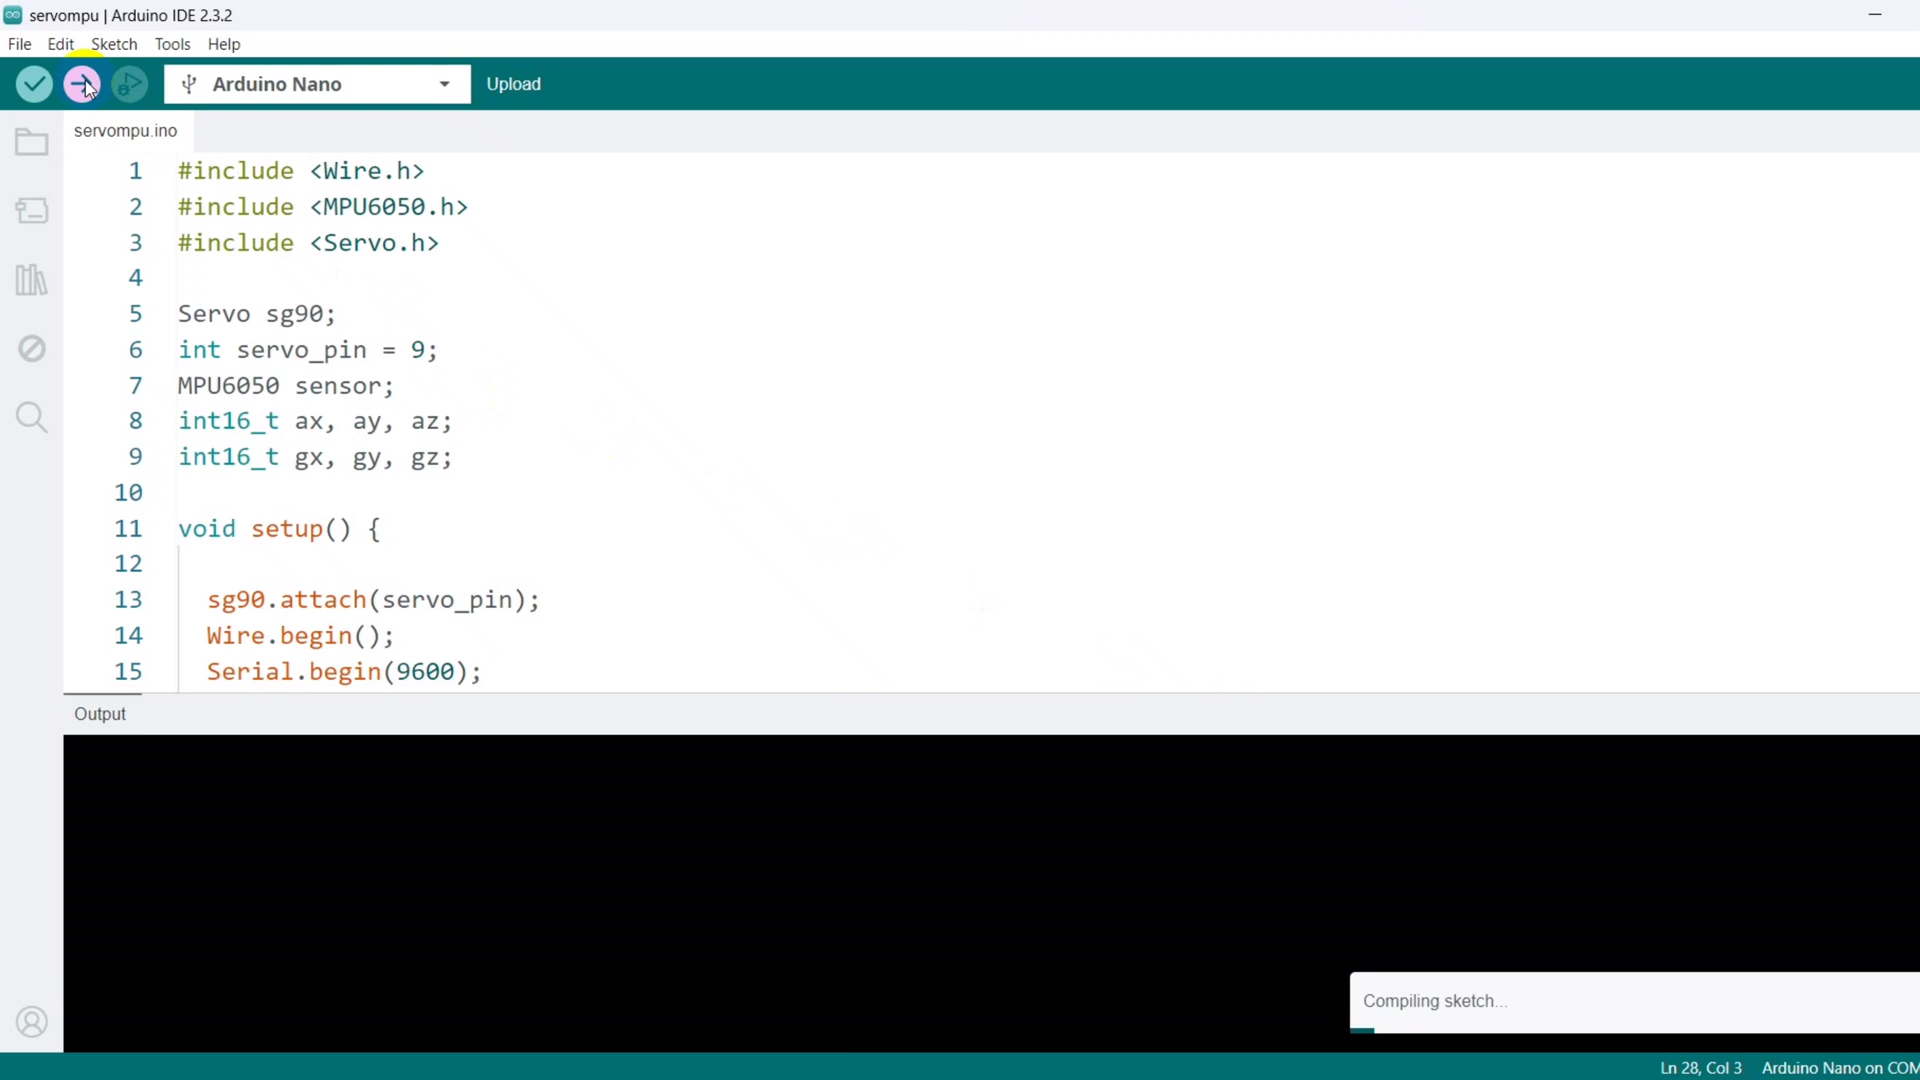 servompu | Arduino IDE 2.3.2
File Edit Sketch Tools Help
Arduino Nano Upload
servompu.ino
1 #include <Wire.h>
2 #include <MPU6050.h>
3 #include <Servo.h>
4
5 Servo sg90;
6 int servo_pin = 9;
7 MPU6050 sensor;
8 int16_t ax, ay, az;
9 int16_t gx, gy, gz;
10
11 void setup() {
12
13 sg90.attach(servo_pin);
14 Wire.begin();
15 Serial.begin(9600);
Output
Compiling sketch...
Ln 28, Col 3 Arduino Nano on COM